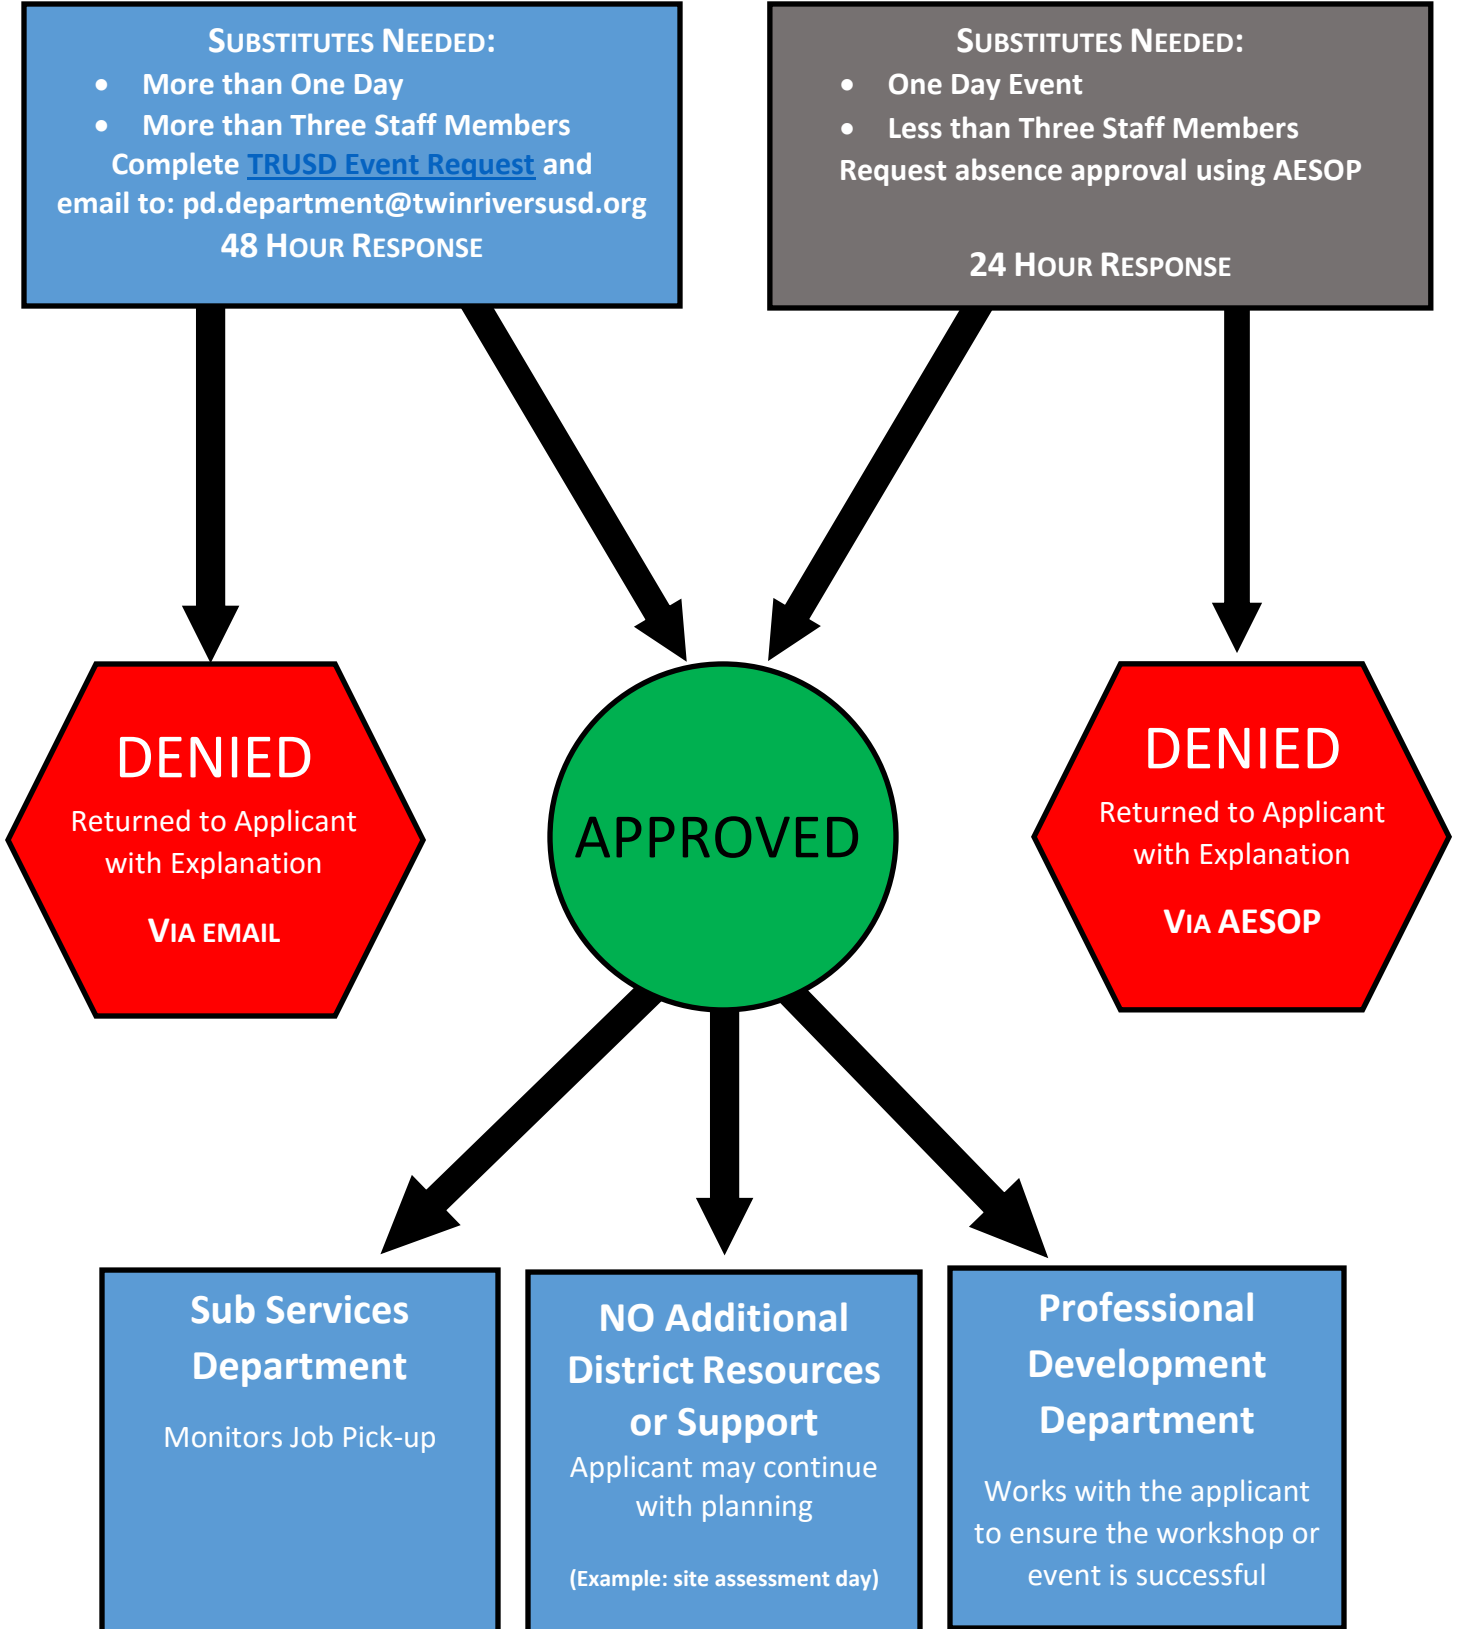 SUBSTITUTES NEEDED:
• More than One Day
• More than Three Staff Members
Complete TRUSD Event Request and
email to: pd.department@twinriversusd.org
48 HOUR RESPONSE
SUBSTITUTES NEEDED:
• One Day Event
• Less than Three Staff Members
Request absence approval using AESOP
24 HOUR RESPONSE
DENIED
Returned to Applicant
with Explanation
VIA EMAIL
APPROVED
DENIED
Returned to Applicant
with Explanation
VIA AESOP
Sub Services
Department
Monitors Job Pick-up
NO Additional
District Resources
or Support
Applicant may continue
with planning
(Example: site assessment day)
Professional
Development
Department
Works with the applicant
to ensure the workshop or
event is successful